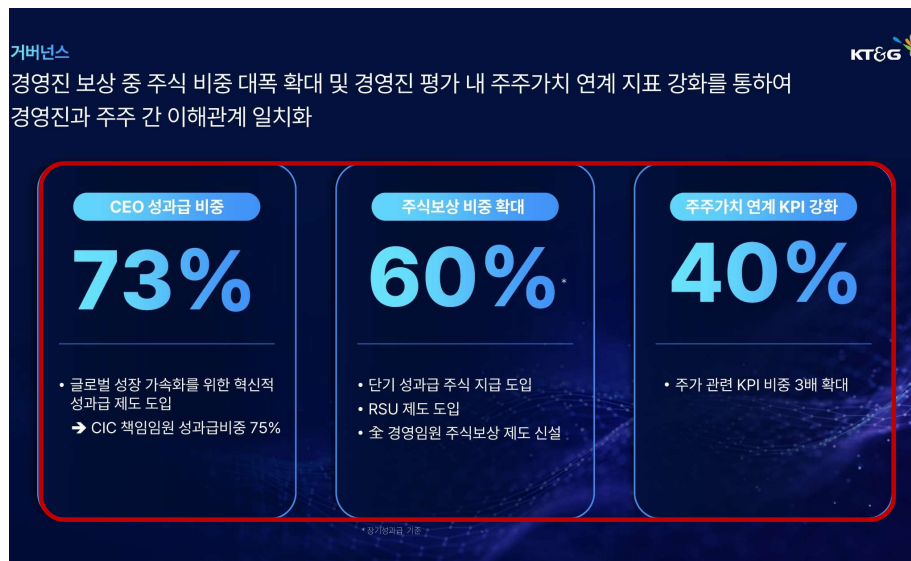 거버넌스
KT&G
경영진 보상 중 주식 비중 대폭 확대 및 경영진 평가 내 주주가치 연계 지표 강화를 통하여
경영진과 주주 간 이해관계 일치화
CEO 성과급 비중
73%
• 글로벌 성장 가속화를 위한 혁신적
성과급 제도 도입
➔ CIC 책임임원 성과급비중 75%
주식보상 비중 확대
60%*
• 단기 성과급 주식 지급 도입
• RSU 제도 도입
• 全 경영임원 주식보상 제도 신설
주주가치 연계 KPI 강화
40%
• 주가 관련 KPI 비중 3배 확대
* 장기성과급 기준